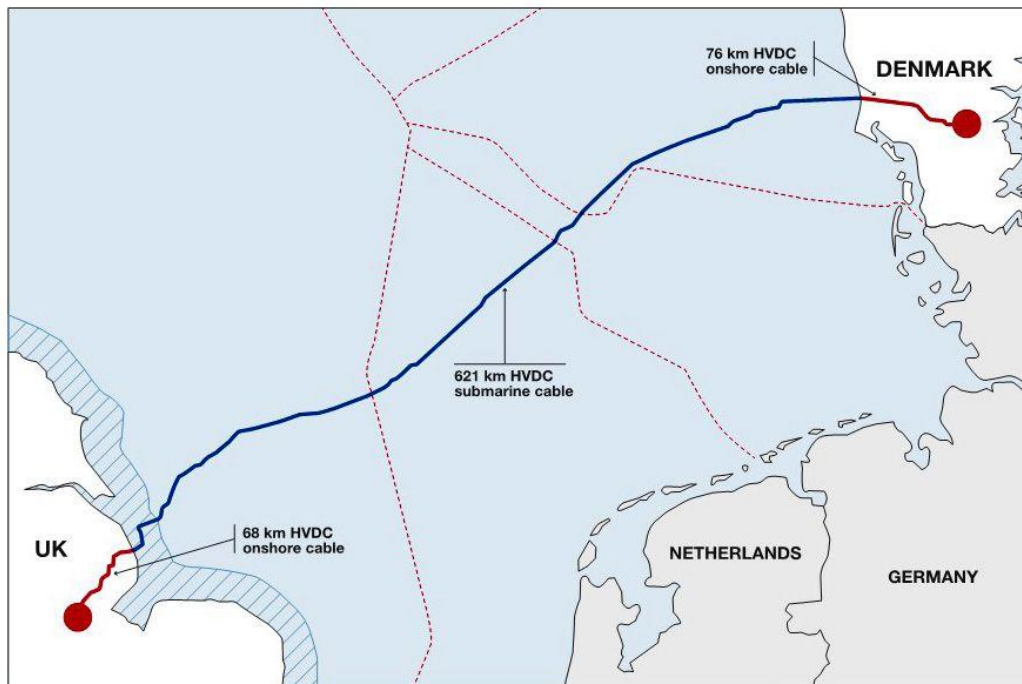 76 km HVDC
onshore cable
DENMARK
621 km HVDC
submarine cable
68 km HVDC
onshore cable
UK
NETHERLANDS
GERMANY